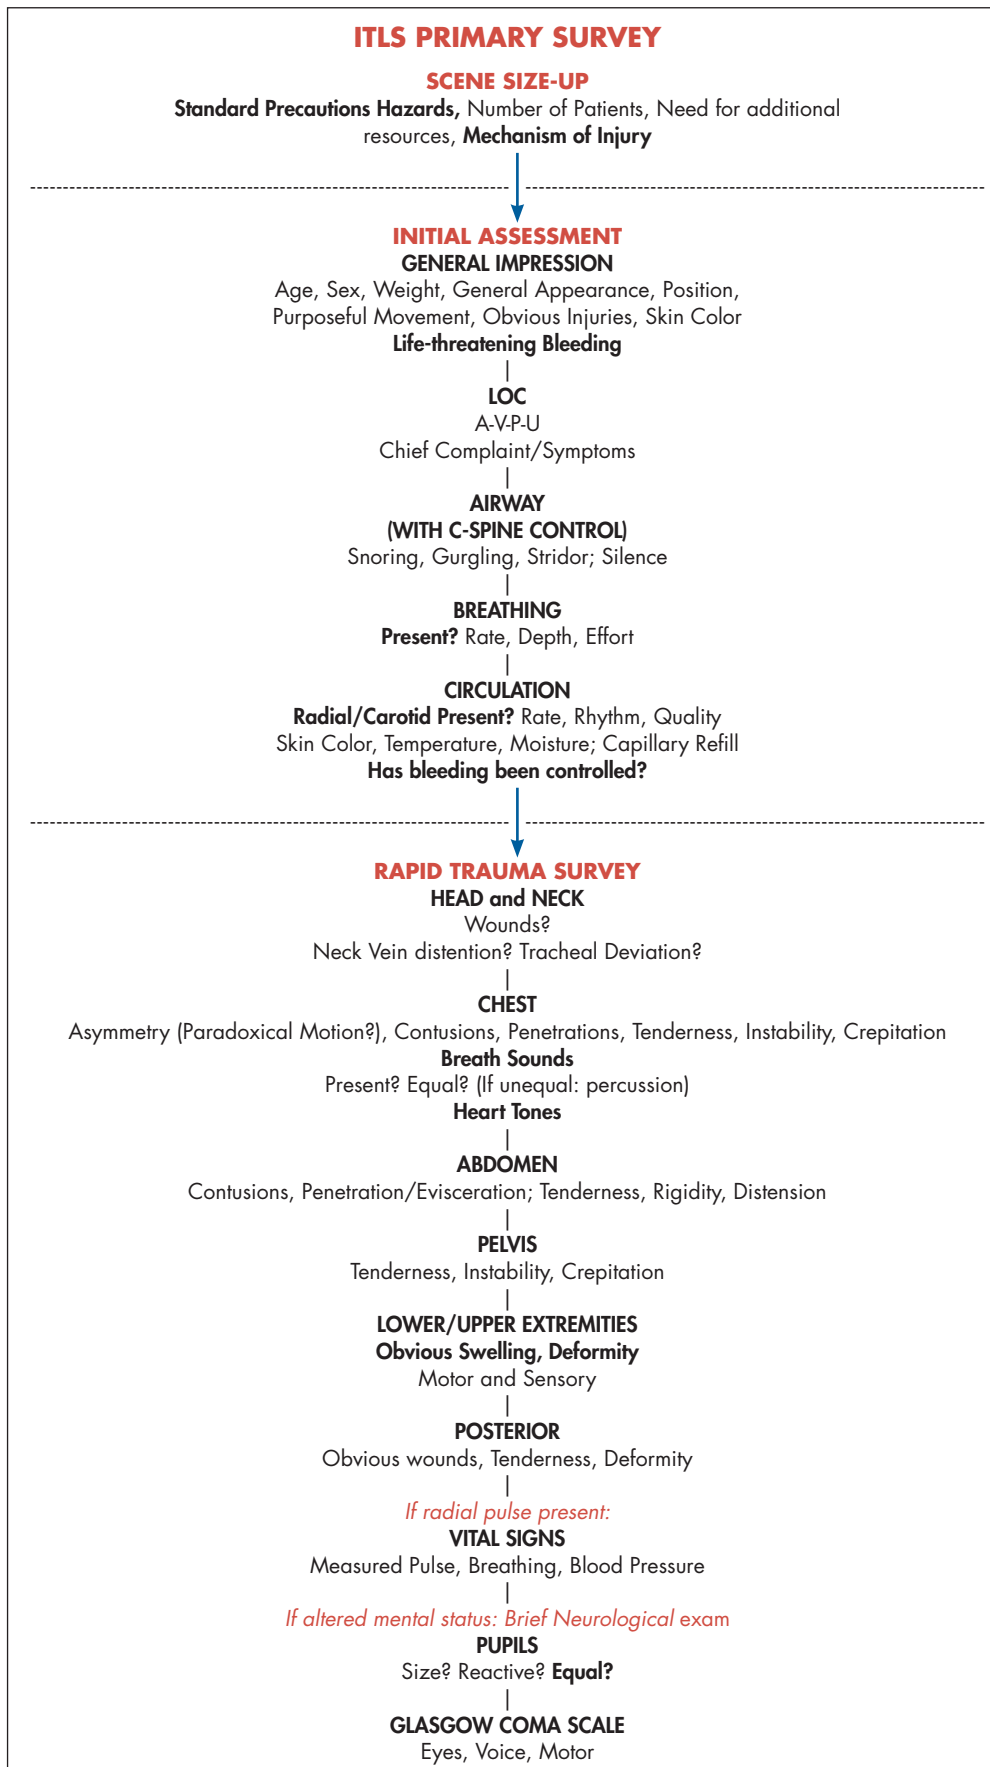 ITLS PRIMARY SURVEY
SCENE SIZE-UP
Standard Precautions Hazards, Number of Patients, Need for additional
resources, Mechanism of Injury
INITIAL ASSESSMENT
GENERAL IMPRESSION
Age, Sex, Weight, General Appearance, Position,
Purposeful Movement, Obvious Injuries, Skin Color
Life-threatening Bleeding
LOC
A-V-P-U
Chief Complaint/Symptoms
AIRWAY
(WITH C-SPINE CONTROL)
Snoring, Gurgling, Stridor; Silence
BREATHING
Present? Rate, Depth, Effort
CIRCULATION
Radial/Carotid Present? Rate, Rhythm, Quality
Skin Color, Temperature, Moisture; Capillary Refill
Has bleeding been controlled?
RAPID TRAUMA SURVEY
HEAD and NECK
Wounds?
Neck Vein distention? Tracheal Deviation?
CHEST
Asymmetry (Paradoxical Motion?), Contusions, Penetrations, Tenderness, Instability, Crepitation
Breath Sounds
Present? Equal? (If unequal: percussion)
Heart Tones
ABDOMEN
Contusions, Penetration/Evisceration; Tenderness, Rigidity, Distension
PELVIS
Tenderness, Instability, Crepitation
LOWER/UPPER EXTREMITIES
Obvious Swelling, Deformity
Motor and Sensory
POSTERIOR
Obvious wounds, Tenderness, Deformity
If radial pulse present:
VITAL SIGNS
Measured Pulse, Breathing, Blood Pressure
If altered mental status: Brief Neurological exam
PUPILS
Size? Reactive? Equal?
GLASGOW COMA SCALE
Eyes, Voice, Motor